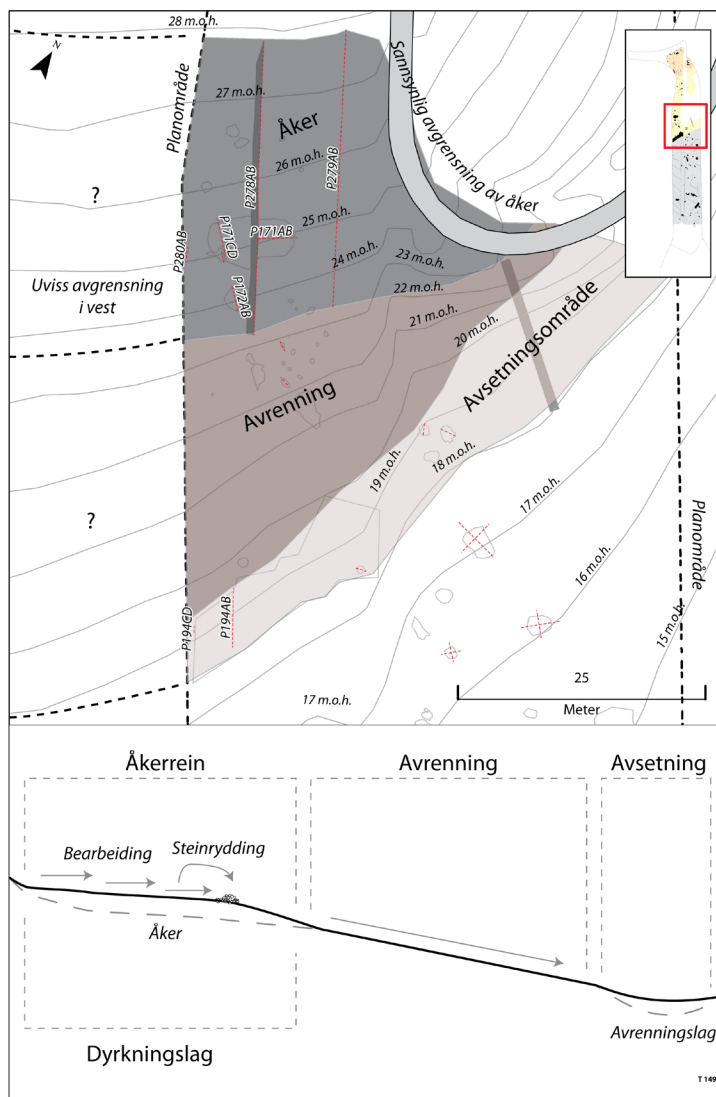 28 m.o.h.
N
Planområde
27 m.o.h.
Åker
Sannsynlig avgrensning av åker
26 m.o.h.
P278AB
P279AB
?
25 m.o.h.
P171CD
P171AB
P280AB
24 m.o.h.
23 m.o.h.
Uviss avgrensning
i vest
P172AB
22 m.o.h.
21 m.o.h.
20 m.o.h.
Avsetningsområde
Avrenning
19 m.o.h.
18 m.o.h.
17 m.o.h.
?
Planområde
16 m.o.h.
P194CD
P194AB
15 m.o.h.
25
Meter
17 m.o.h.
Åkerrein
Avrenning
Avsetning
Bearbeiding
Steinrydding
Åker
Avrenningslag
Dyrkningslag
T 149